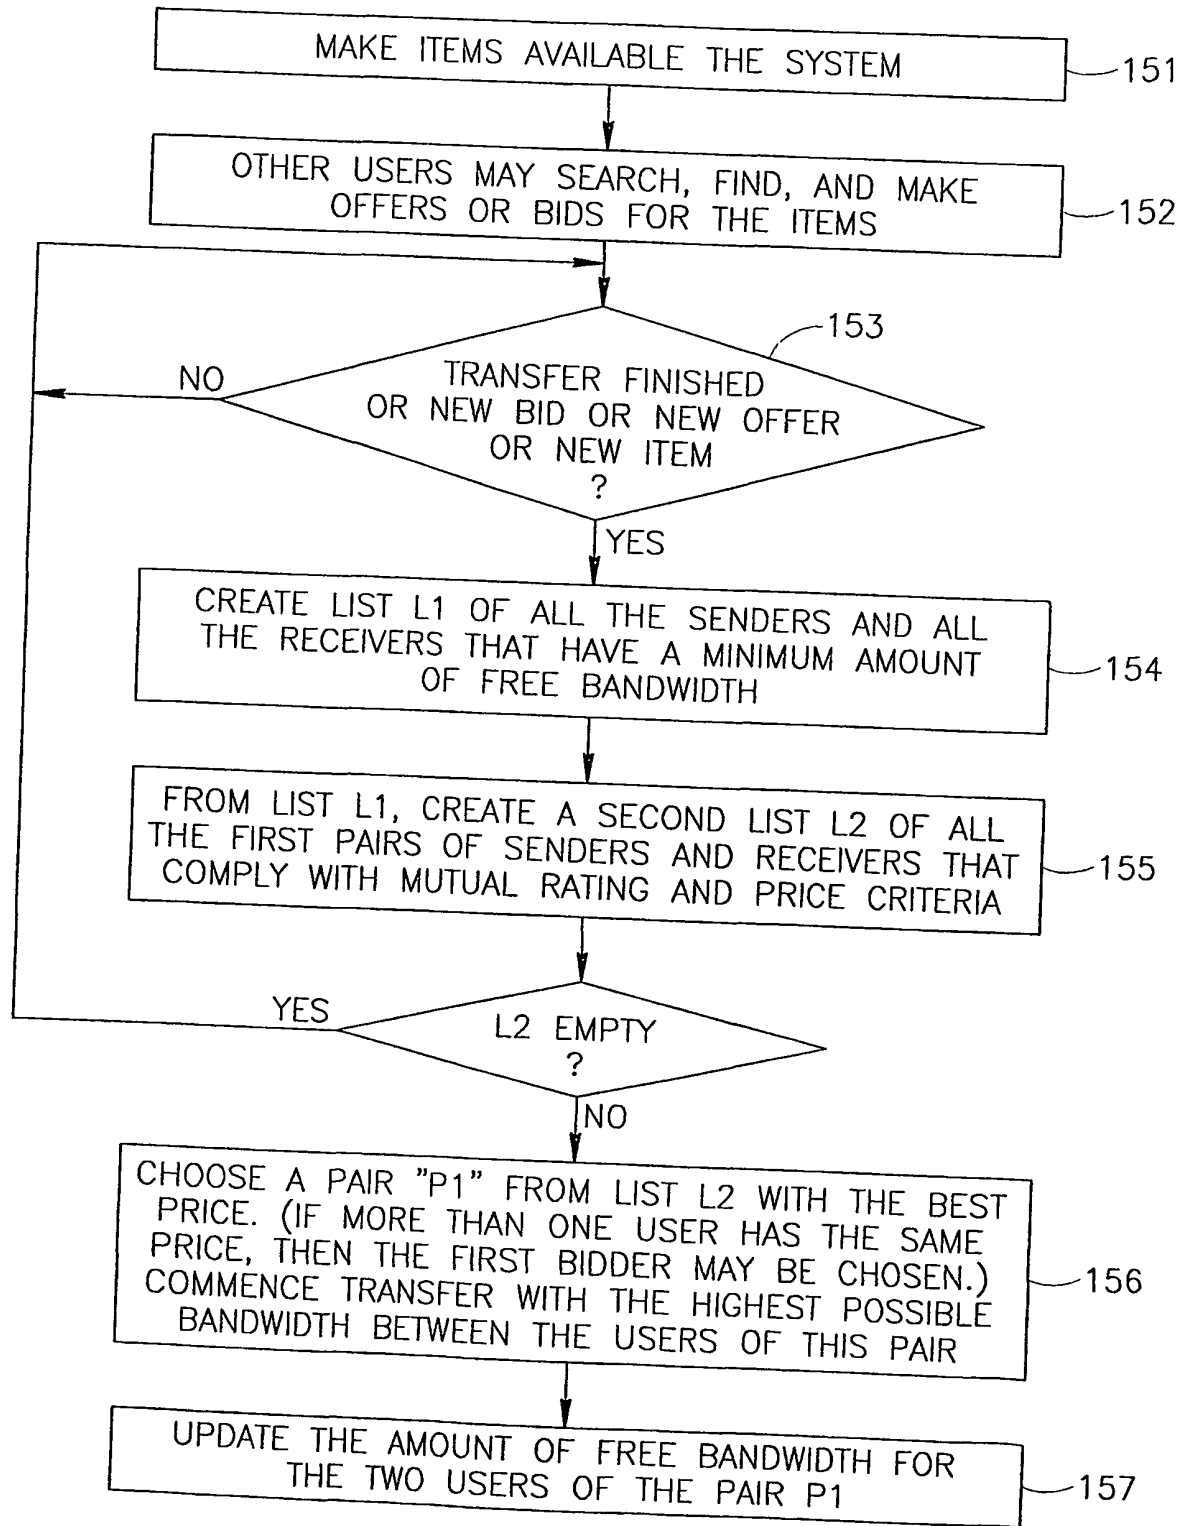 MAKE ITEMS AVAILABLE THE SYSTEM
151
OTHER USERS MAY SEARCH, FIND, AND MAKE
OFFERS OR BIDS FOR THE ITEMS
152
153
NO
TRANSFER FINISHED
OR NEW BID OR NEW OFFER
OR NEW ITEM
?
YES
CREATE LIST L1 OF ALL THE SENDERS AND ALL
THE RECEIVERS THAT HAVE A MINIMUM AMOUNT
OF FREE BANDWIDTH
154
FROM LIST L1, CREATE A SECOND LIST L2 OF ALL
THE FIRST PAIRS OF SENDERS AND RECEIVERS THAT
COMPLY WITH MUTUAL RATING AND PRICE CRITERIA
155
YES
L2 EMPTY
?
NO
CHOOSE A PAIR "P1" FROM LIST L2 WITH THE BEST
PRICE. (IF MORE THAN ONE USER HAS THE SAME
PRICE, THEN THE FIRST BIDDER MAY BE CHOSEN.)
COMMENCE TRANSFER WITH THE HIGHEST POSSIBLE
BANDWIDTH BETWEEN THE USERS OF THIS PAIR
156
UPDATE THE AMOUNT OF FREE BANDWIDTH FOR
THE TWO USERS OF THE PAIR P1
157